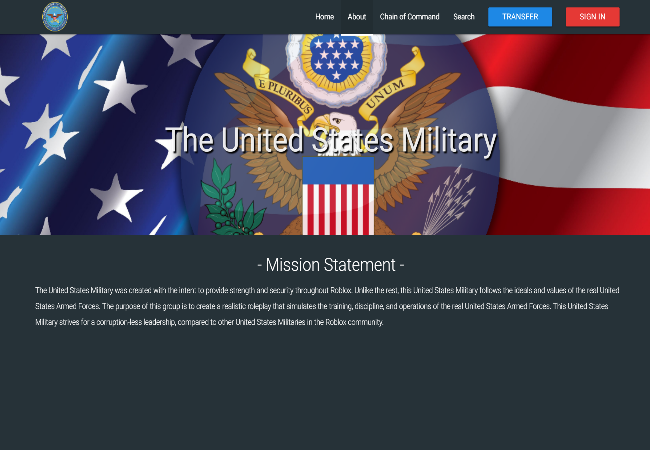 Home About Chain of Command Search TRANSFER SIGN IN
E PLURIBUS UNUM
The United States Military
- Mission Statement -
The United States Military was created with the intent to provide strength and security throughout Roblox. Unlike the rest, this United States Military follows the ideals and values of the real United
States Armed Forces. The purpose of this group is to create a realistic roleplay that simulates the training, discipline, and operations of the real United States Armed Forces. This United States
Military strives for a corruption-less leadership, compared to other United States Militaries in the Roblox community.